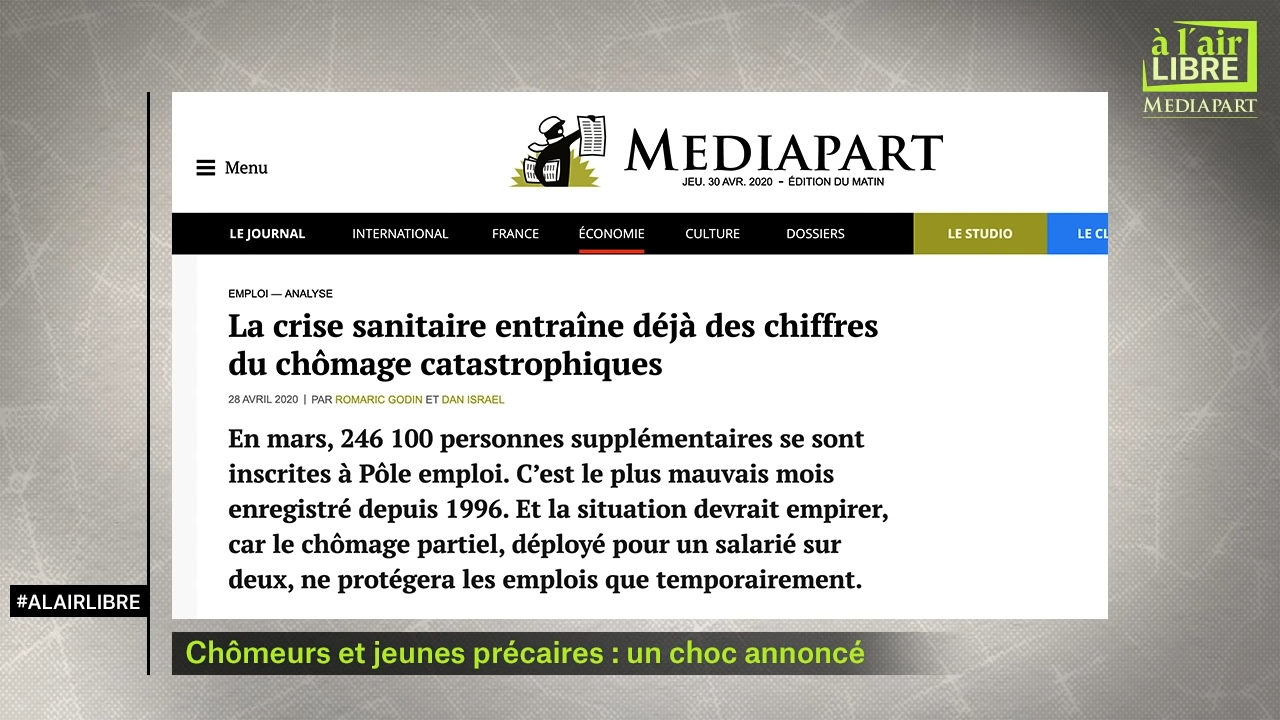 à l'air
LIBRE
MEDIAPART
Menu
MEDIAPART
JEU. 30 AVR. 2020 - ÉDITION DU MATIN
LE JOURNAL INTERNATIONAL FRANCE ÉCONOMIE CULTURE DOSSIERS LE STUDIO LE CL
EMPLOI — ANALYSE
La crise sanitaire entraîne déjà des chiffres
du chômage catastrophiques
28 AVRIL 2020 | PAR ROMARIC GODIN ET DAN ISRAEL
En mars, 246 100 personnes supplémentaires se sont
inscrites à Pôle emploi. C’est le plus mauvais mois
enregistré depuis 1996. Et la situation devrait empirer,
car le chômage partiel, déployé pour un salarié sur
deux, ne protégera les emplois que temporairement.
#ALAIRLIBRE
Chômeurs et jeunes précaires : un choc annoncé